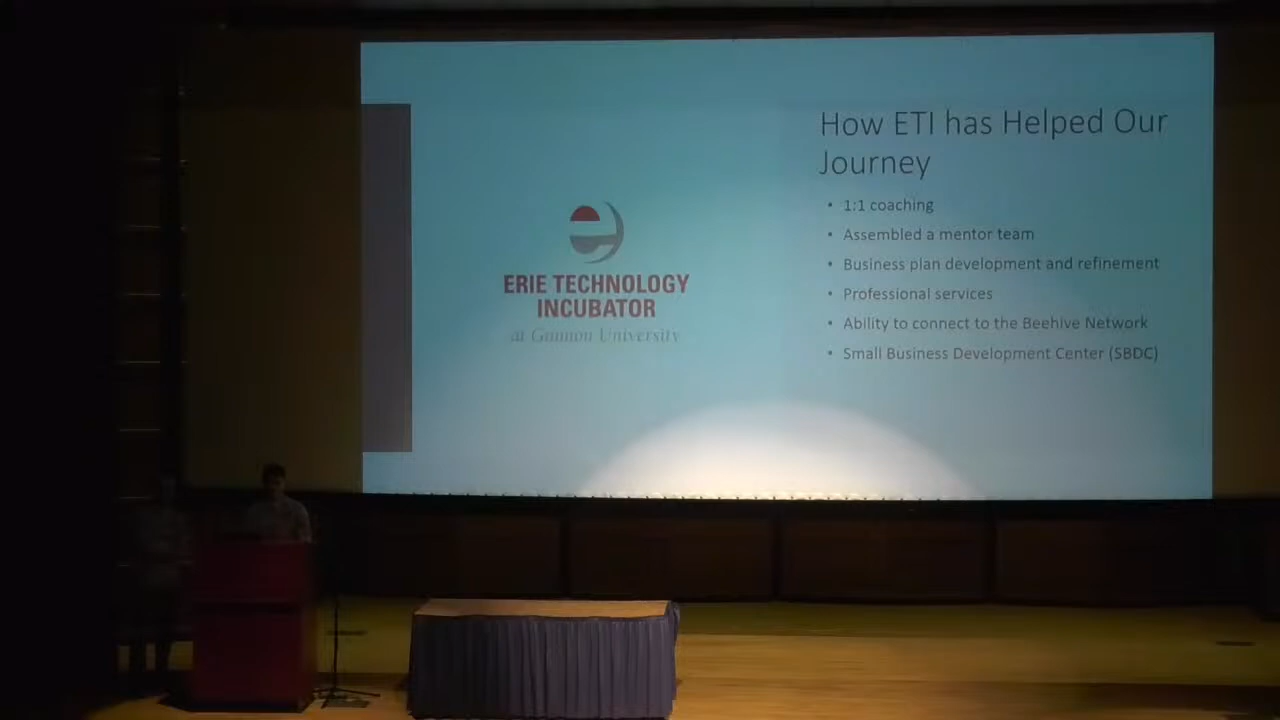 How ETI has Helped Our
Journey
• 1:1 coaching
• Assembled a mentor team
• Business plan development and refinement
• Professional services
• Ability to connect to the Beehive Network
• Small Business Development Center (SBDC)
ERIE TECHNOLOGY
INCUBATOR
at Gannon University